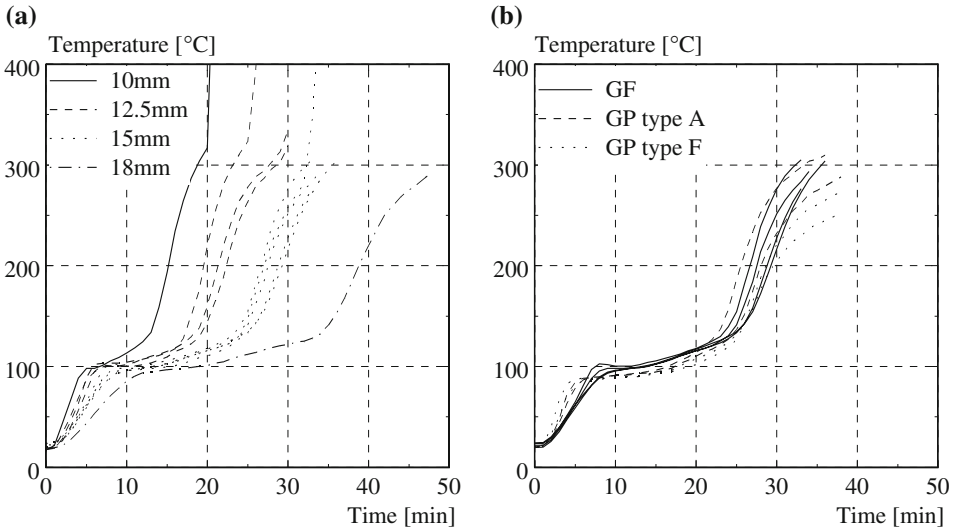 (a)
Temperature [°C]
400
300
200
100
0
10mm
12.5mm
15mm
18mm
0 10 20 30 40 50
Time [min]
(b)
Temperature [°C]
400
300
200
100
0
GF
GP type A
GP type F
0 10 20 30 40 50
Time [min]